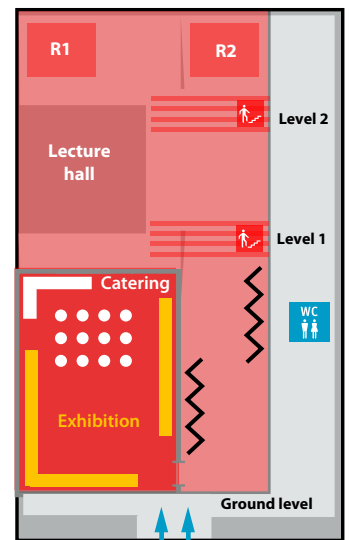 R1
R2
Level 2
Lecture
hall
Level 1
Catering
WC
Exhibition
Ground level